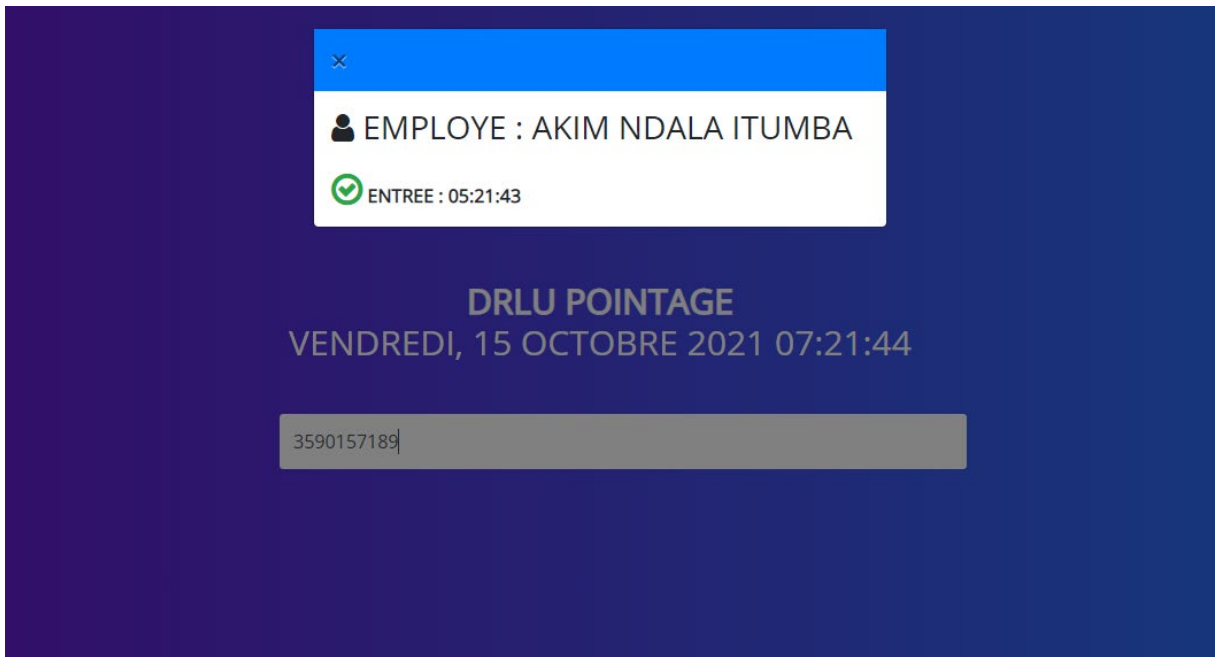 ×
EMPLOYE : AKIM NDALA ITUMBA
ENTREE : 05:21:43
DRLU POINTAGE
VENDREDI, 15 OCTOBRE 2021 07:21:44
3590157189